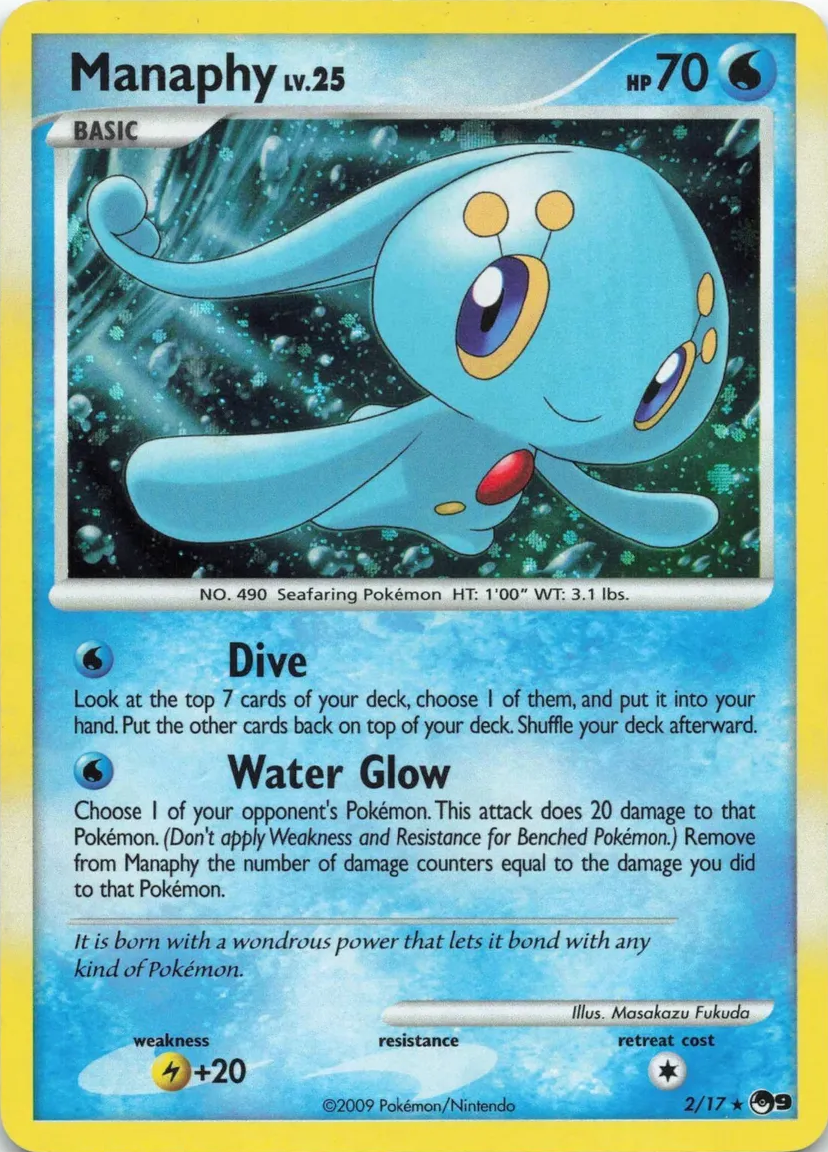 Manaphy LV.25 HP 70
BASIC
NO. 490 Seafaring Pokémon HT: 1'00" WT: 3.1 lbs.
Dive
Look at the top 7 cards of your deck, choose 1 of them, and put it into your
hand. Put the other cards back on top of your deck. Shuffle your deck afterward.
Water Glow
Choose 1 of your opponent's Pokémon. This attack does 20 damage to that
Pokémon. (Don't apply Weakness and Resistance for Benched Pokémon.) Remove
from Manaphy the number of damage counters equal to the damage you did
to that Pokémon.
It is born with a wondrous power that lets it bond with any
kind of Pokémon.
Illus. Masakazu Fukuda
weakness resistance retreat cost
+20
©2009 Pokémon/Nintendo 2/17 ★ 9